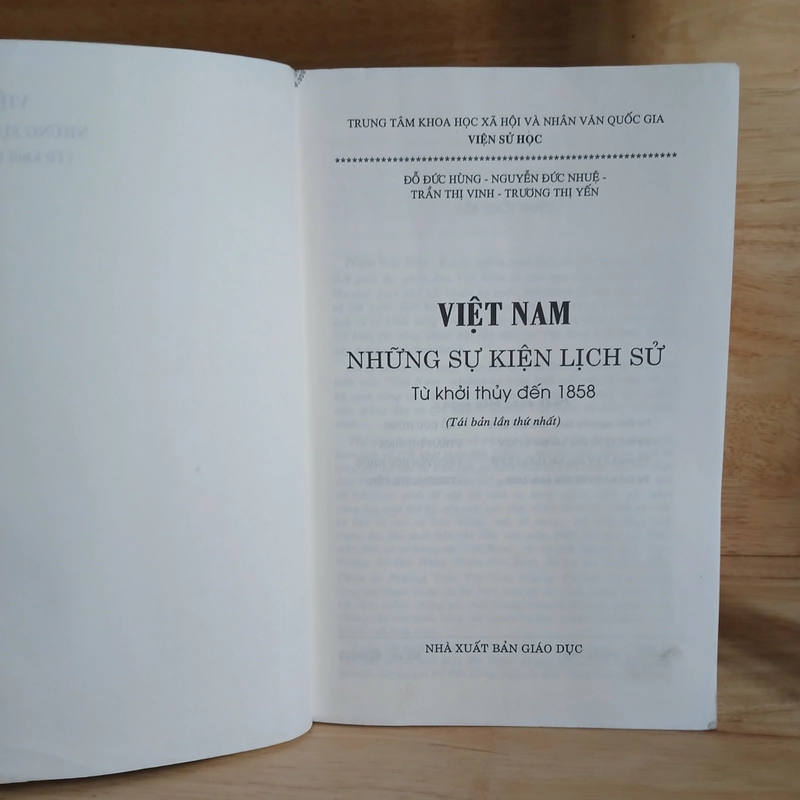 TRUNG TÂM KHOA HỌC XÃ HỘI VÀ NHÂN VĂN QUỐC GIA
VIỆN SỬ HỌC
ĐỖ ĐỨC HÙNG - NGUYỄN ĐỨC NHUỆ -
TRẦN THỊ VINH - TRƯƠNG THỊ YẾN
VIỆT NAM
NHỮNG SỰ KIỆN LỊCH SỬ
Từ khởi thủy đến 1858
(Tái bản lần thứ nhất)
NHÀ XUẤT BẢN GIÁO DỤC